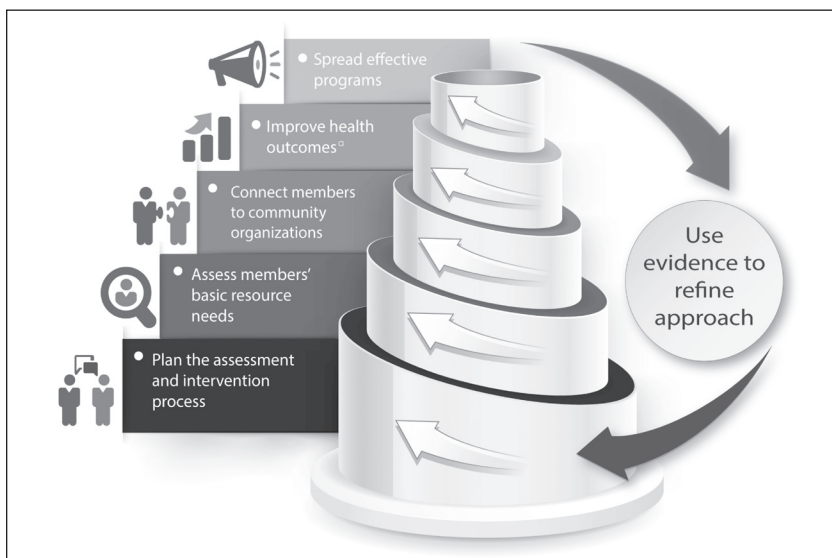 • Spread effective
programs
• Improve health
outcomes¤
• Connect members
to community
organizations
• Assess members’
basic resource
needs
• Plan the assessment
and intervention
process
Use
evidence to
refine
approach